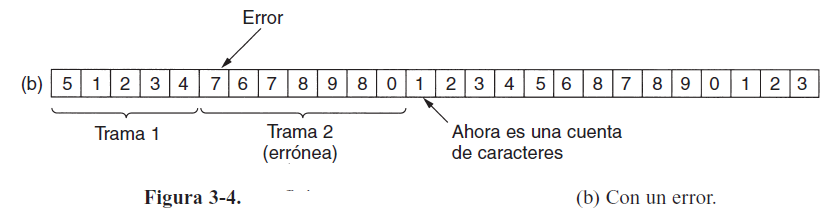 Error
(b) 5 1 2 3 4 7 6 7 8 9 8 0 1 2 3 4 5 6 8 7 8 9 0 1 2 3
Trama 1
Trama 2
(errónea)
Ahora es una cuenta
de caracteres
Figura 3-4. (b) Con un error.